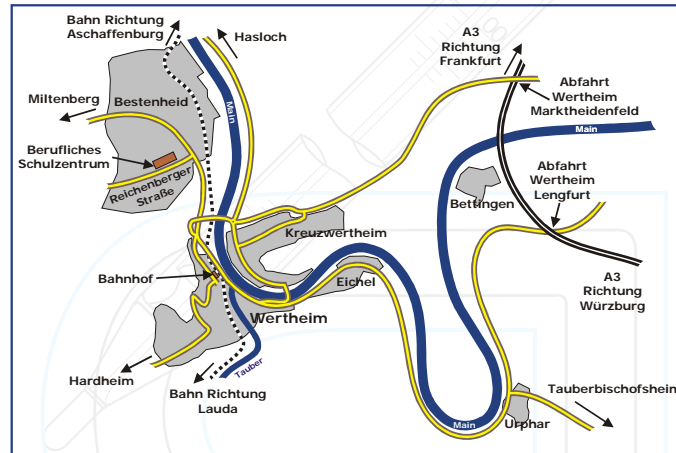 Bahn Richtung
Aschaffenburg
Hasloch
A3
Richtung
Frankfurt
Miltenberg
Bestenheid
Main
Abfahrt
Wertheim
Marktheidenfeld
Main
Berufliches
Schulzentrum
Reichenberger
Straße
Bettingen
Abfahrt
Wertheim
Lengfurt
Kreuzwertheim
Bahnhof
Eichel
A3
Richtung
Würzburg
Wertheim
Hardheim
Tauber
Bahn Richtung
Lauda
Tauberbischofsheim
Main
Urphar